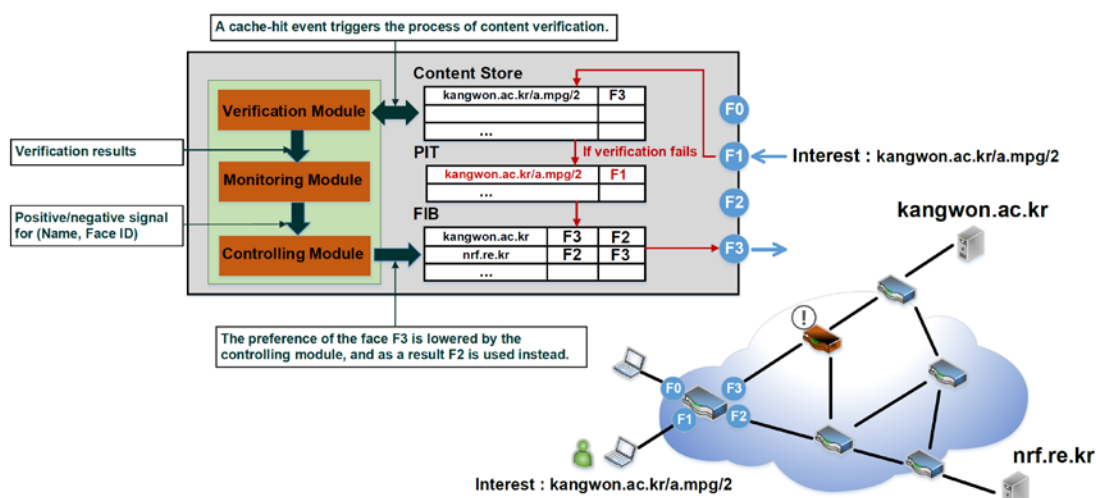 A cache-hit event triggers the process of content verification.
Content Store
Verification Module
kangwon.ac.kr/a.mpg/2 F3
...
F0
Verification results
PIT
If verification fails
F1
Interest : kangwon.ac.kr/a.mpg/2
Monitoring Module
kangwon.ac.kr/a.mpg/2 F1
...
F2
Positive/negative signal
for (Name, Face ID)
FIB
kangwon.ac.kr
Controlling Module
kangwon.ac.kr F3 F2
nrf.re.kr F2 F3
...
F3
!
The preference of the face F3 is lowered by the
controlling module, and as a result F2 is used instead.
F0
F3
F1
F2
nrf.re.kr
Interest : kangwon.ac.kr/a.mpg/2